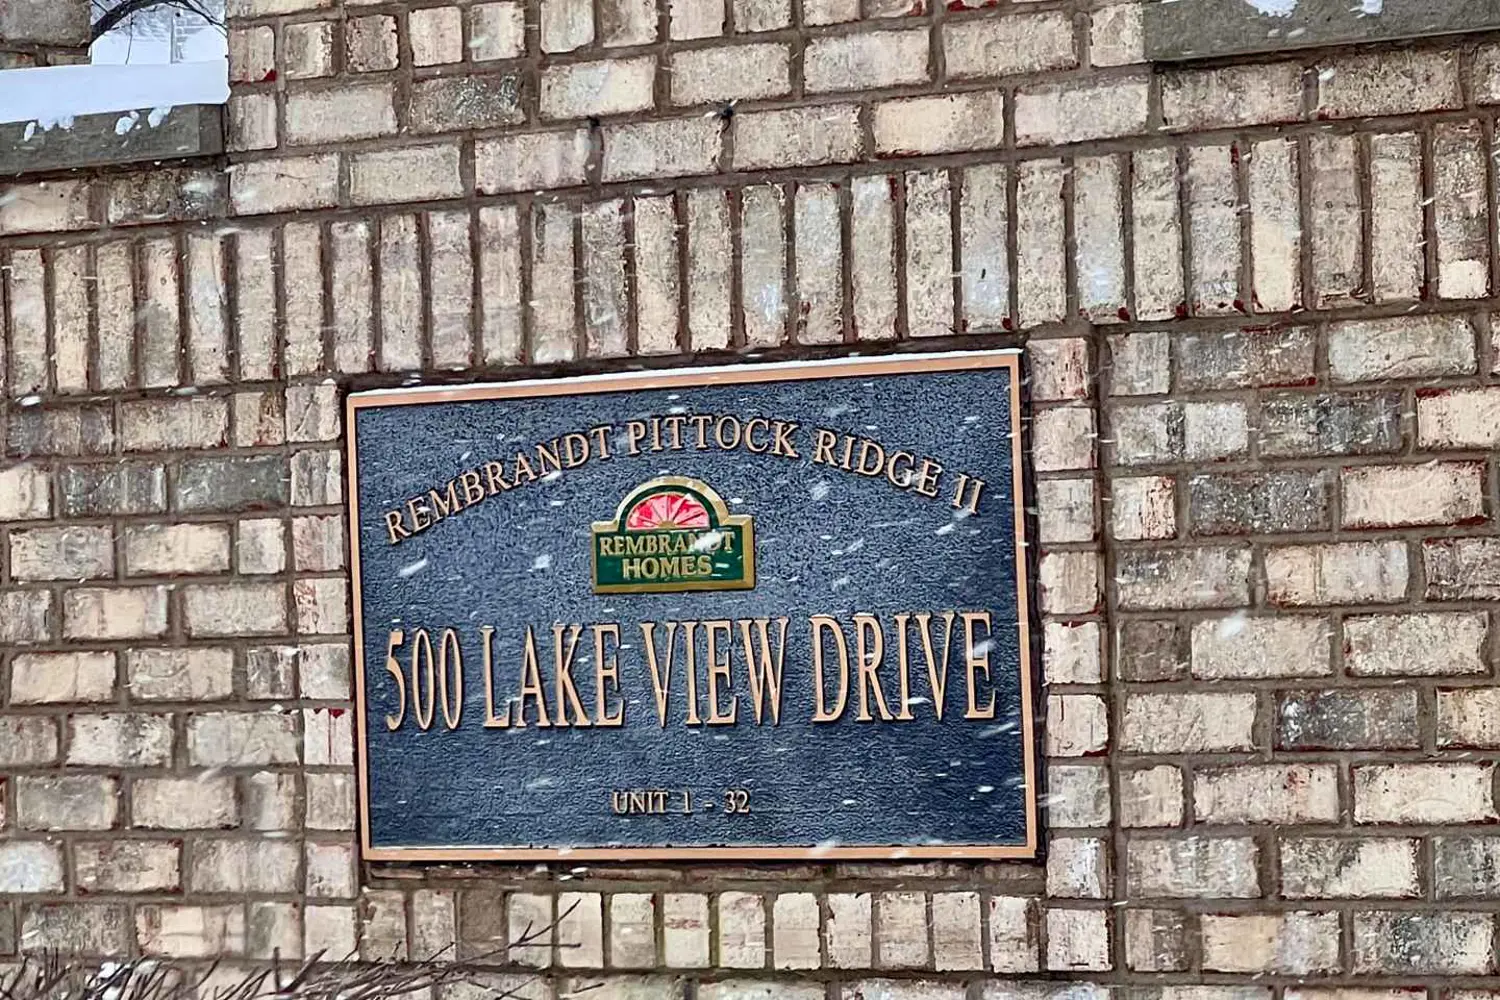 REMBRANDT PITTOCK RIDGE II
REMBRANDT
HOMES
500 LAKE VIEW DRIVE
UNIT 1 - 32